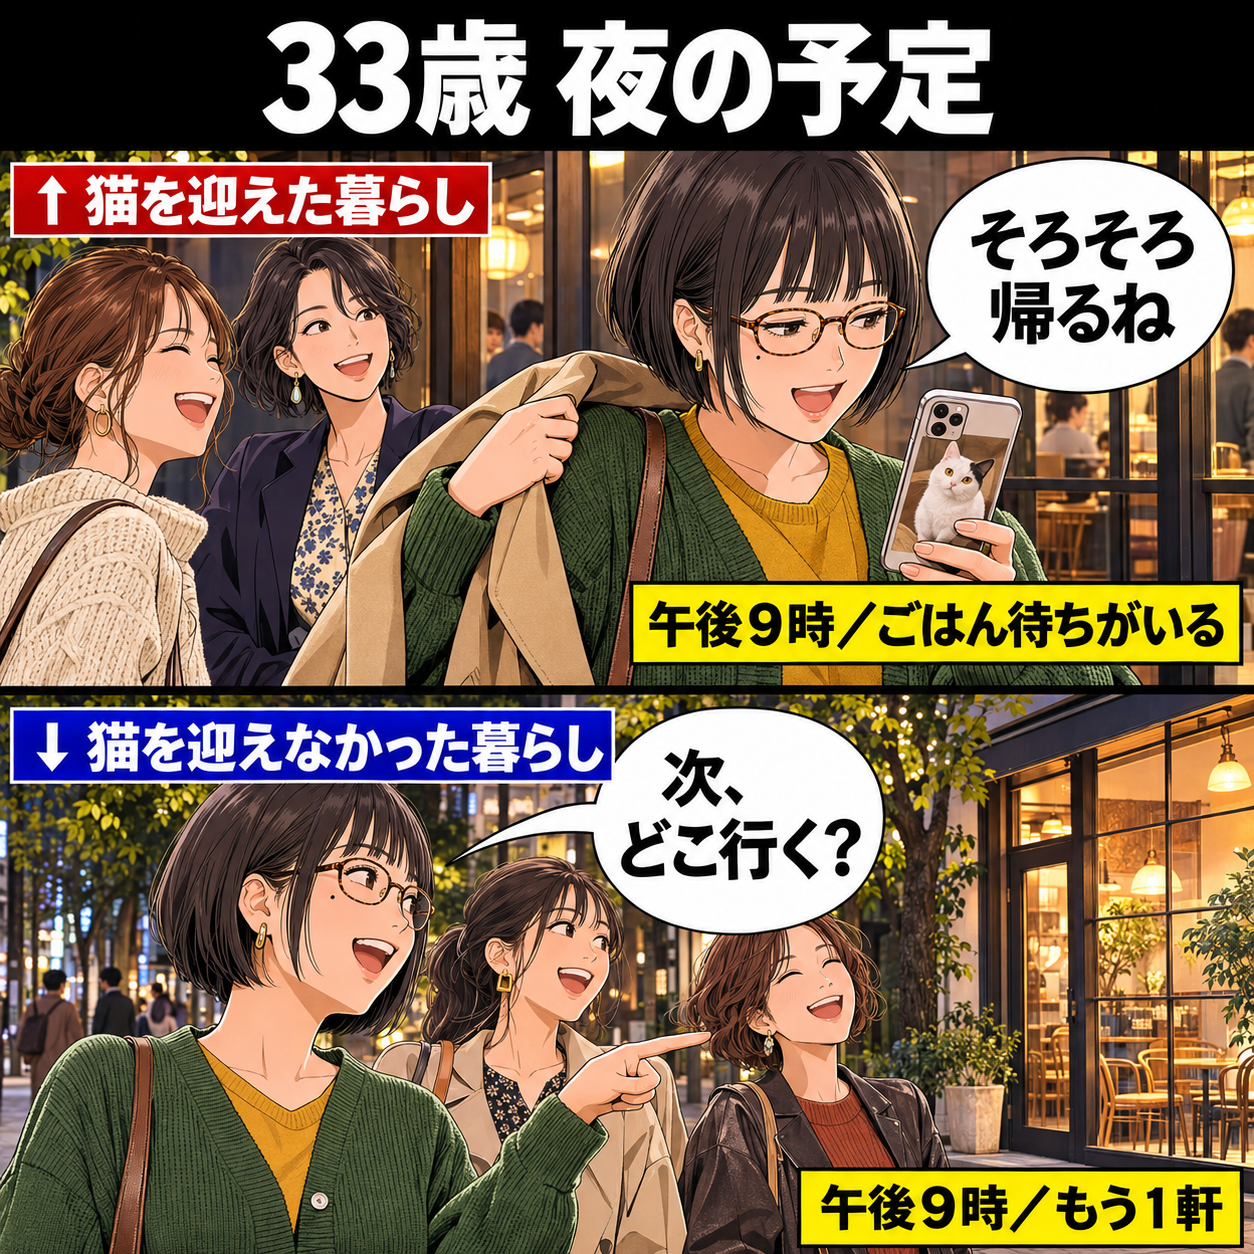 33歳 夜の予定
↑ 猫を迎えた暮らし
そろそろ
帰るね
午後9時／ごはん待ちがいる
↓ 猫を迎えなかった暮らし
次、
どこ行く?
午後9時／もう1軒